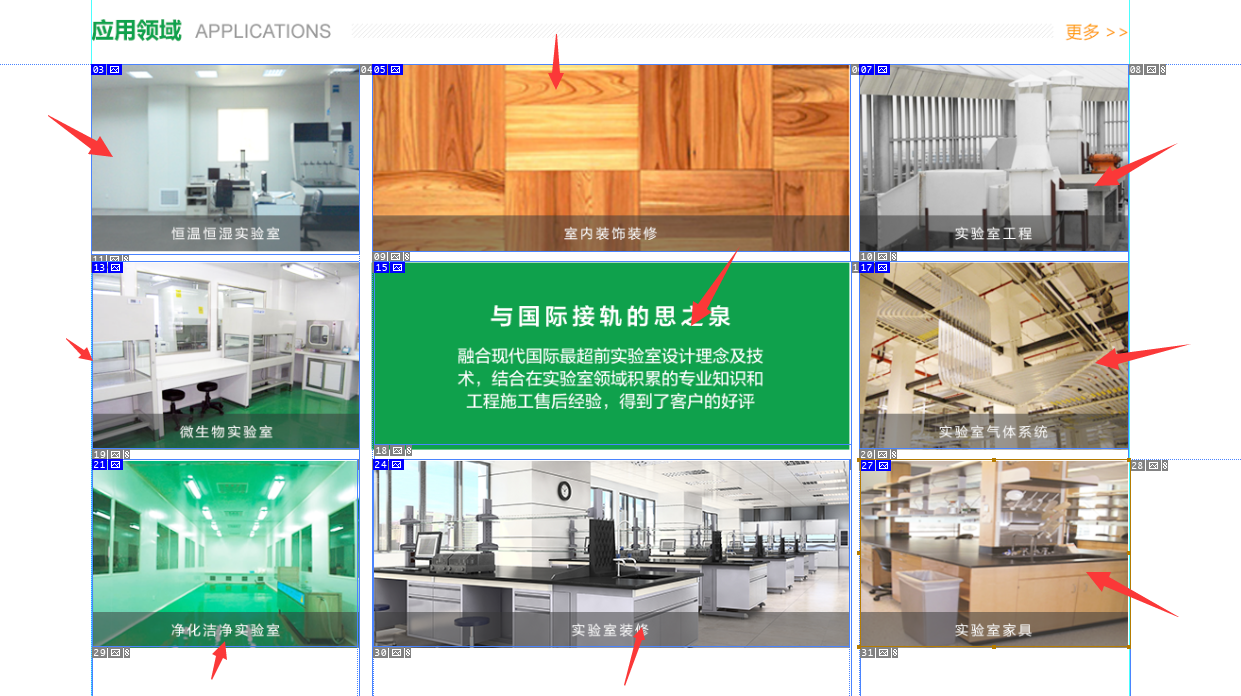 应用领域 APPLICATIONS 更多 >>
03 04 05 07 08
恒温恒湿实验室 室内装饰装修 实验室工程
11 09 10
13 15 17
与国际接轨的思之泉
融合现代国际最超前实验室设计理念及技
术，结合在实验室领域积累的专业知识和
工程施工售后经验，得到了客户的好评
微生物实验室 实验室气体系统
19 18 20
21 24 27 28
净化洁净实验室 实验室装修 实验室家具
29 30 31